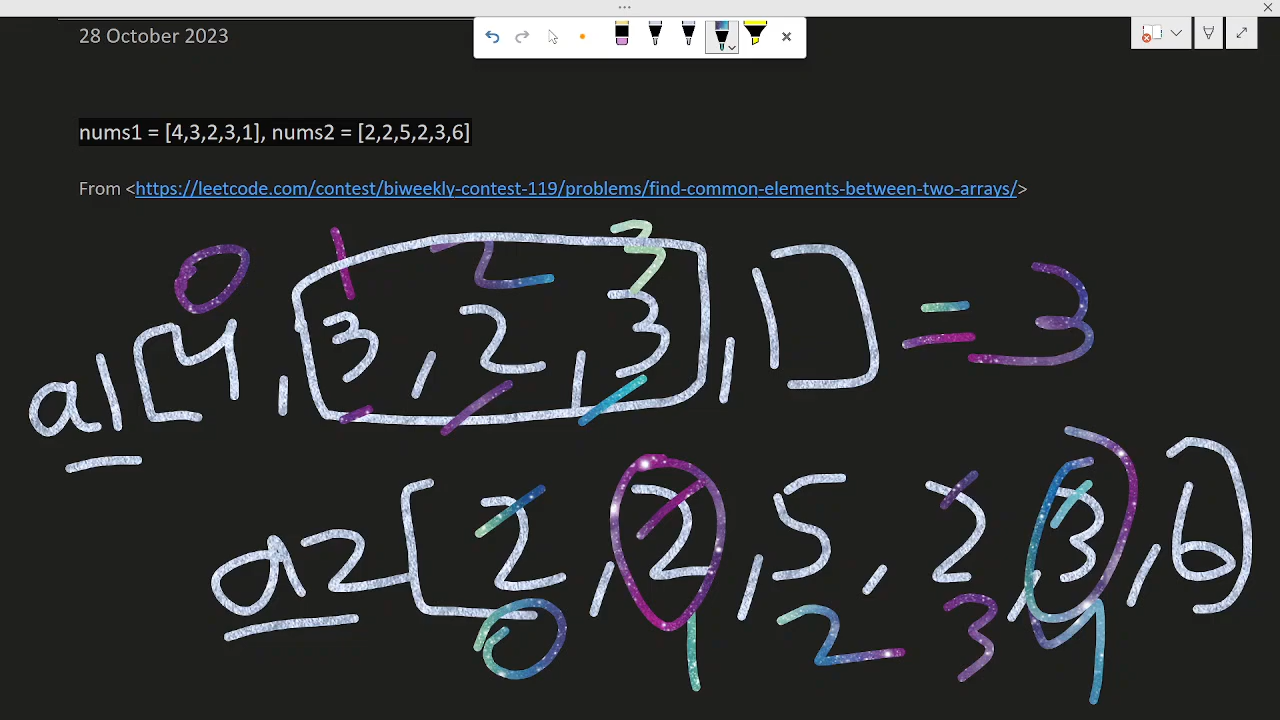 28 October 2023
nums1 = [4,3,2,3,1], nums2 = [2,2,5,2,3,6]
From <https://leetcode.com/contest/biweekly-contest-119/problems/find-common-elements-between-two-arrays/>
0 1 2 3
a1[4,3,2,3,1] = 3
a2[2,2,5,2,3,6]
0 1 2 3 4